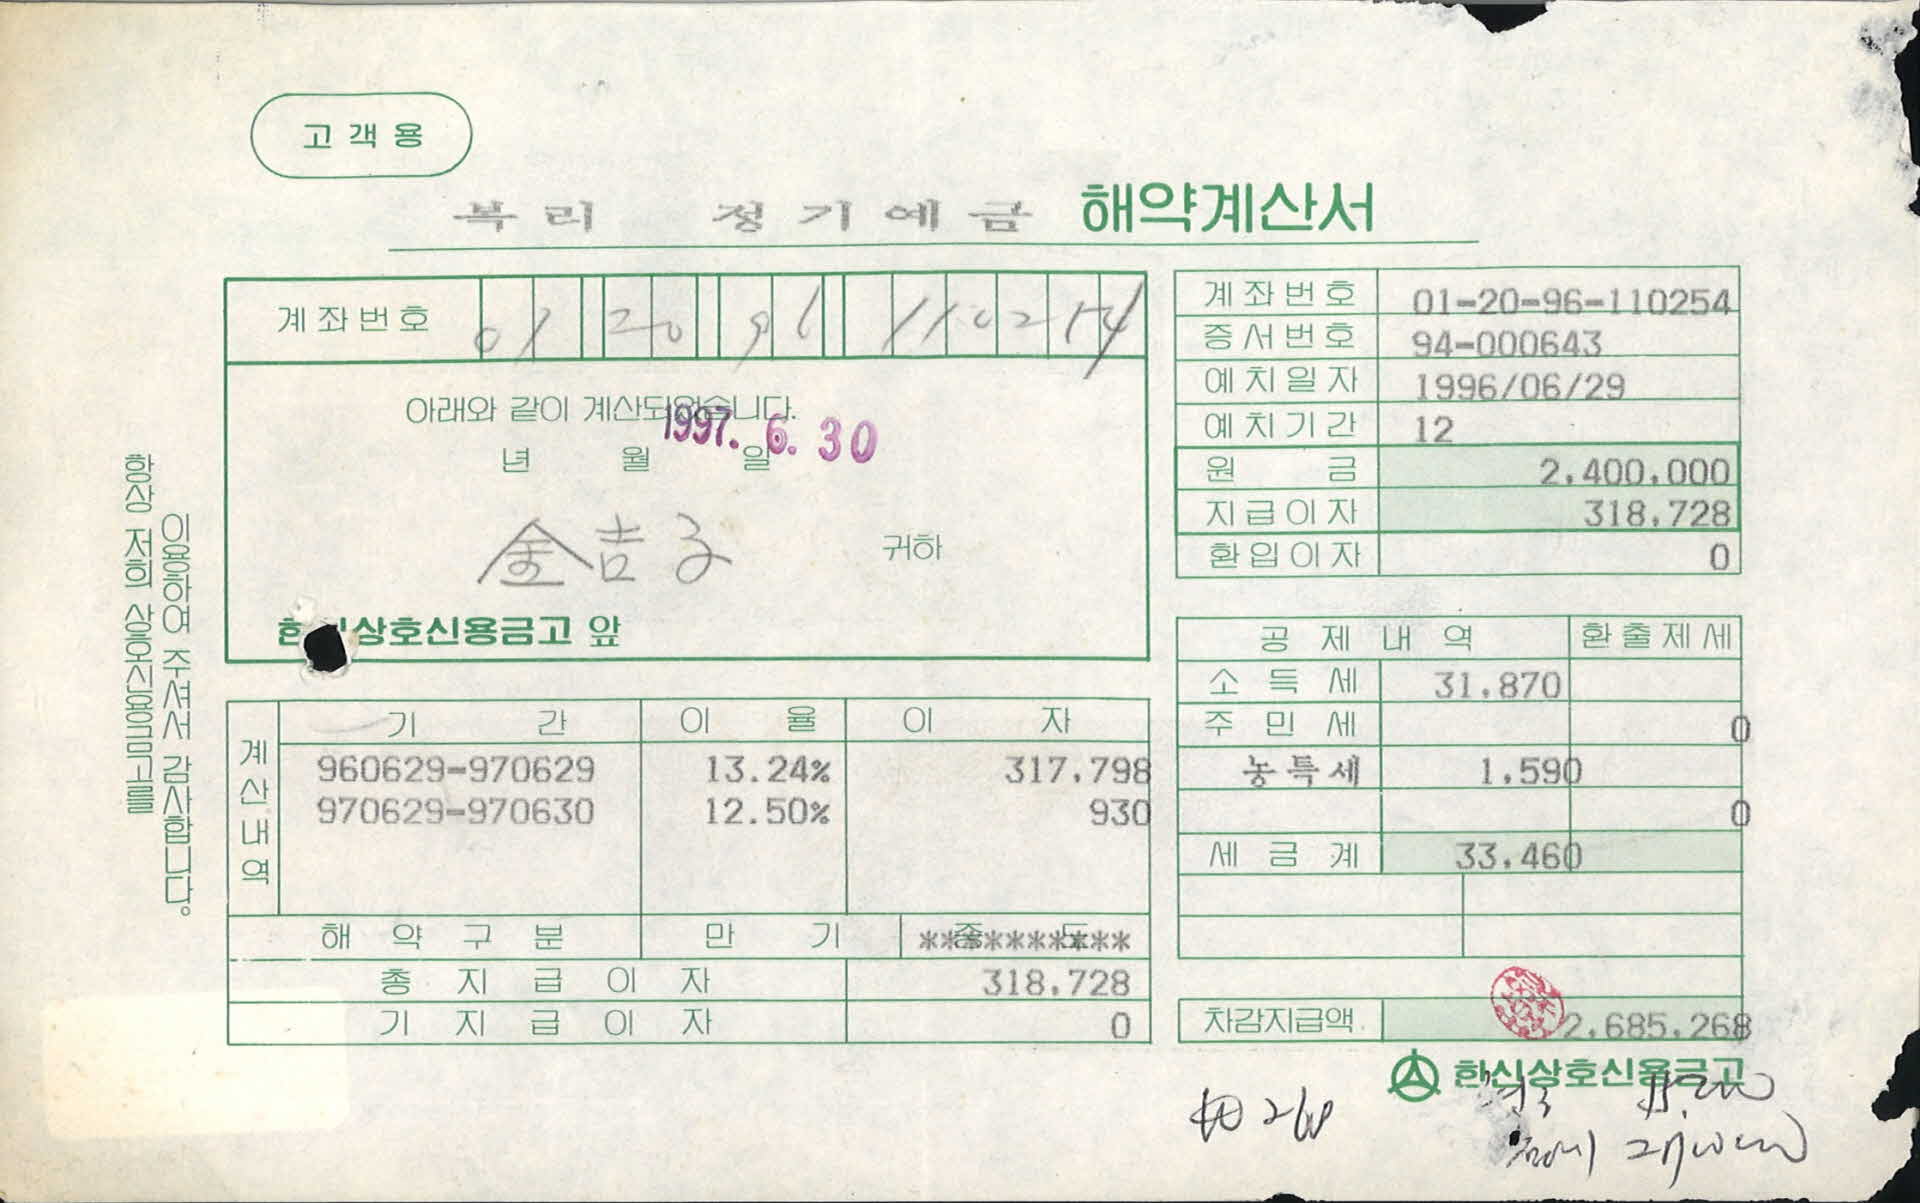 고객용
복리 정기예금 해약계산서
계좌번호 01 20 96 110254
아래와 같이 계산되었습니다.
년 월 일
1997. 6. 30
金吉子 귀하
한신상호신용금고 앞
계좌번호 01-20-96-110254
증서번호 94-000643
예치일자 1996/06/29
예치기간 12
원금 2,400,000
지급이자 318,728
환입이자 0
계산내역
기간 이율 이자
960629-970629 13.24% 317,798
970629-970630 12.50% 930
해약구분 만기 중도 **********
총지급이자 318,728
기지급이자 0
공제내역 환출제세
소득세 31,870
주민세 0
농특세 1,590
0
세금계 33,460
차감지급액 2,685,268
한신상호신용금고
268
항상 저희 상호신용금고를
이용하여 주셔서 감사합니다.